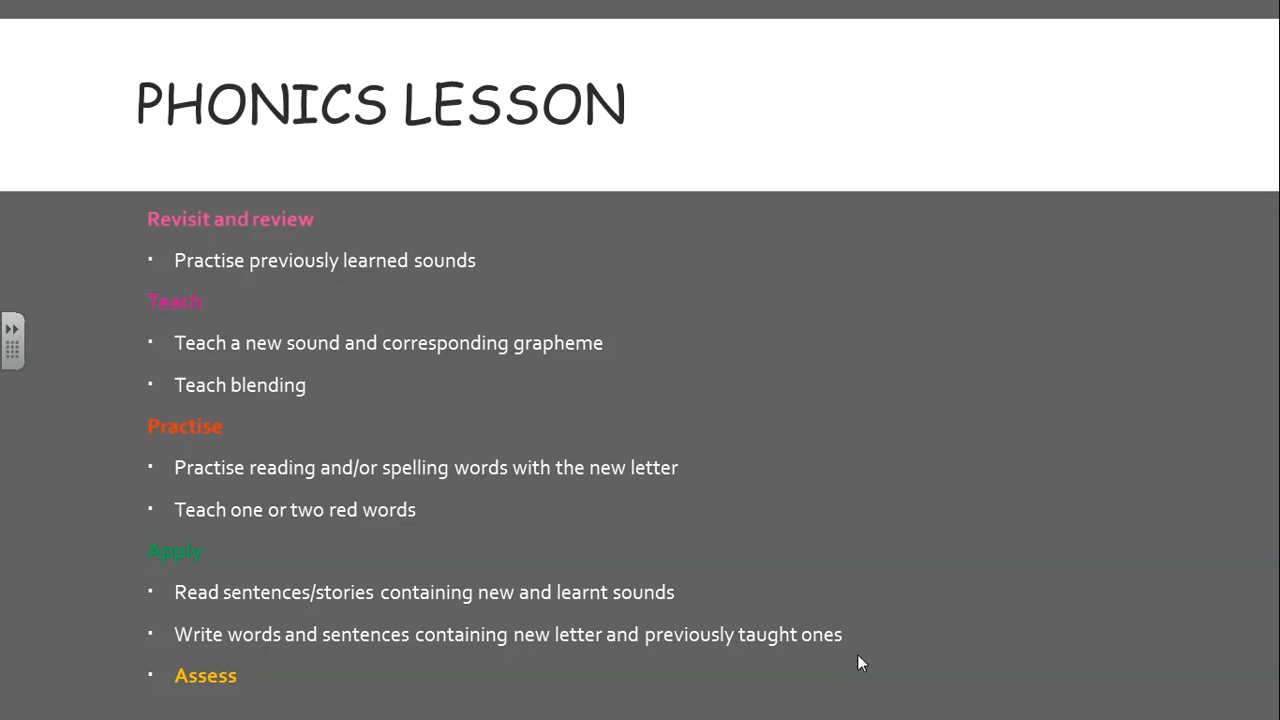 PHONICS LESSON
Revisit and review
▪ Practise previously learned sounds
Teach
▪ Teach a new sound and corresponding grapheme
▪ Teach blending
Practise
▪ Practise reading and/or spelling words with the new letter
▪ Teach one or two red words
Apply
▪ Read sentences/stories containing new and learnt sounds
▪ Write words and sentences containing new letter and previously taught ones
▪ Assess